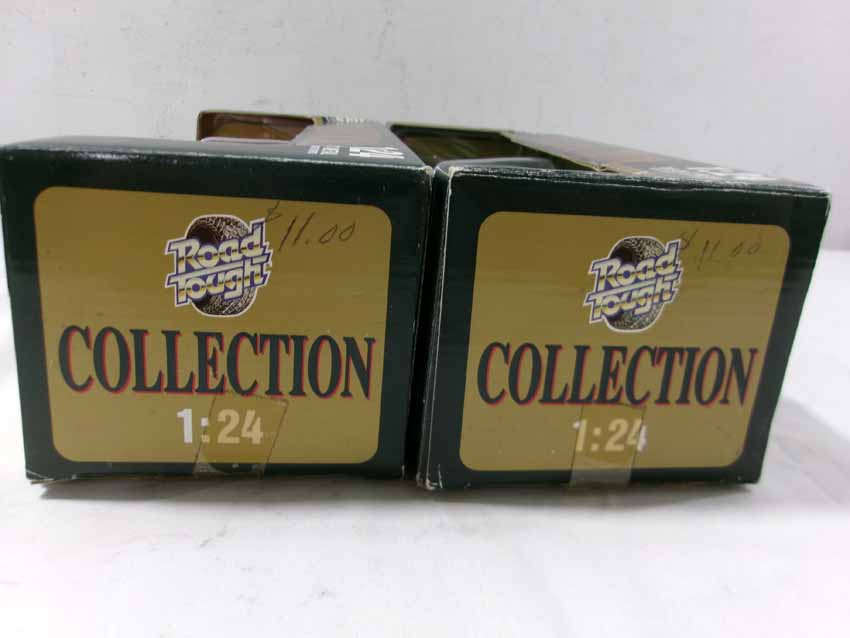 Road
Tough
$11.00
COLLECTION
1:24
Road
Tough
$11.00
COLLECTION
1:24